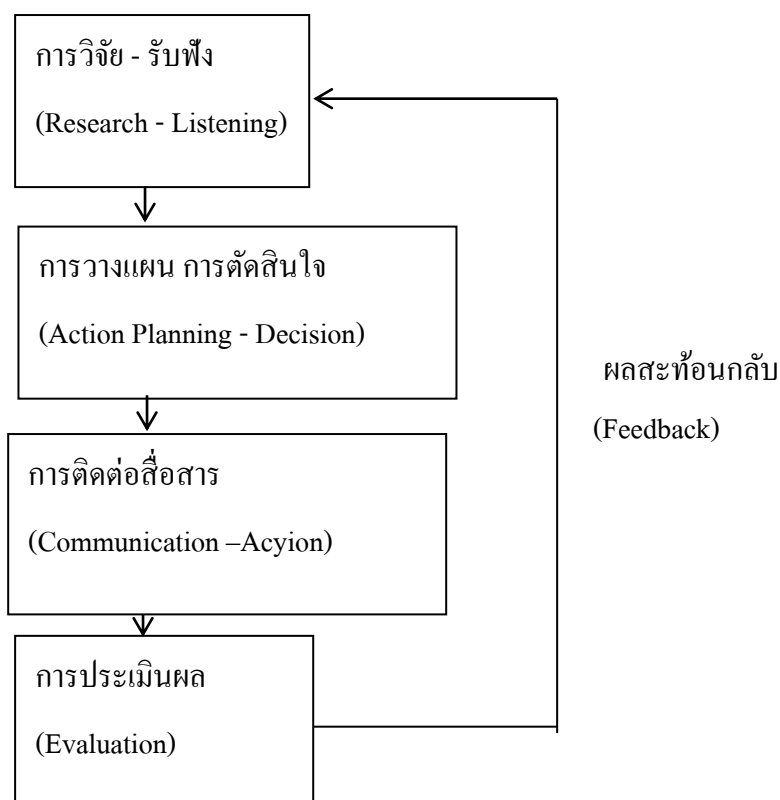 การวิจัย - รับฟัง
(Research - Listening)
การวางแผน การตัดสินใจ
(Action Planning - Decision)
ผลสะท้อนกลับ
(Feedback)
การติดต่อสื่อสาร
(Communication –Acyion)
การประเมินผล
(Evaluation)